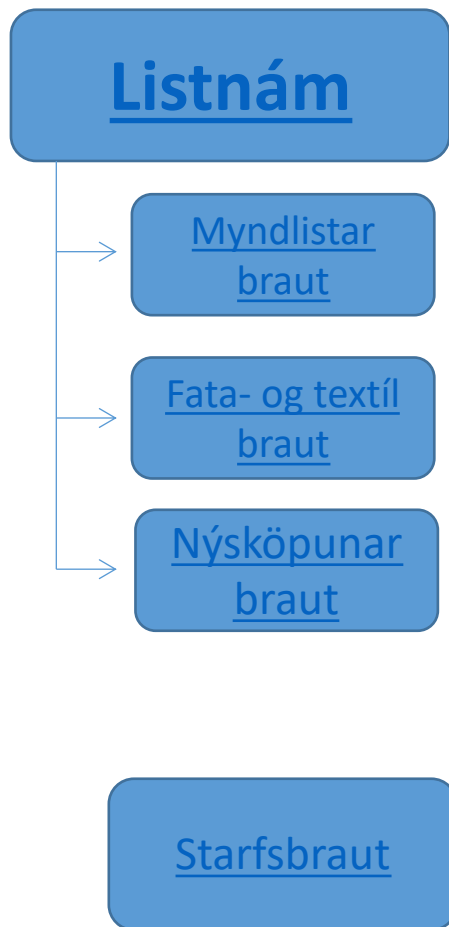 Listnám
Myndlistar
braut
Fata- og textíl
braut
Nýsköpunar
braut
Starfsbraut